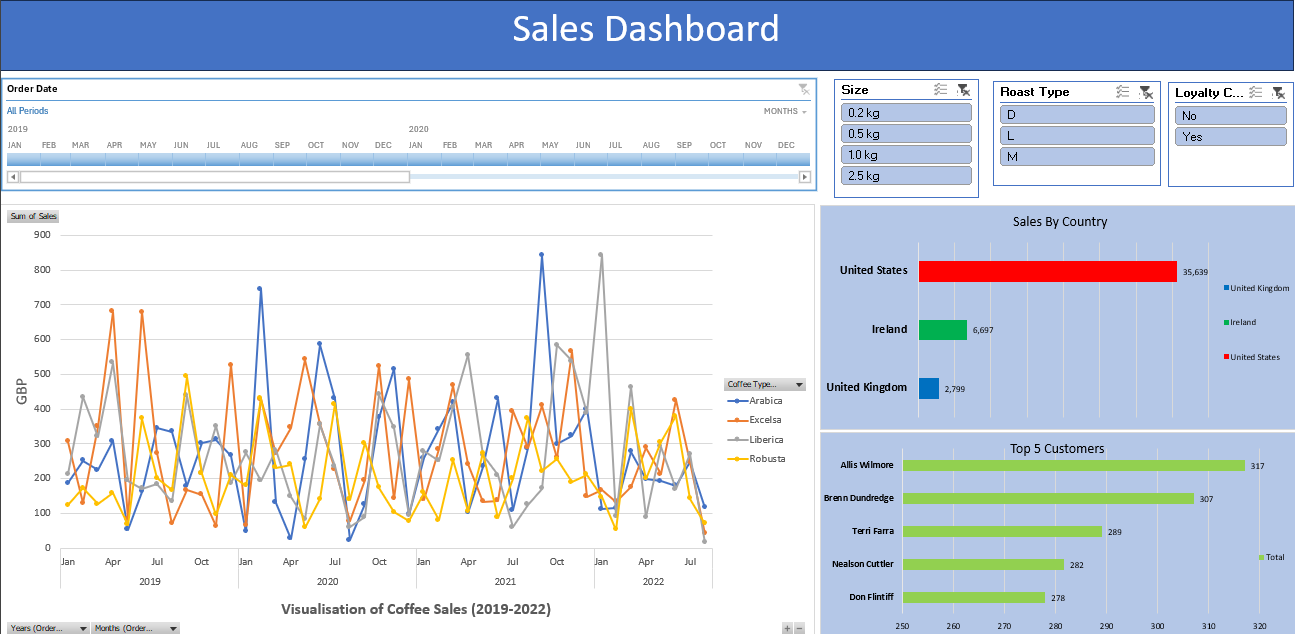 Sales Dashboard
Order Date
All Periods
MONTHS
2019 2020
JAN FEB MAR APR MAY JUN JUL AUG SEP OCT NOV DEC JAN FEB MAR APR MAY JUN JUL AUG SEP OCT NOV DEC
Size
0.2 kg
0.5 kg
1.0 kg
2.5 kg
Roast Type
D
L
M
Loyalty C...
No
Yes
Sum of Sales
900
800
700
600
500
400
300
200
100
0
GBP
Jan Apr Jul Oct Jan Apr Jul Oct Jan Apr Jul Oct Jan Apr Jul
2019 2020 2021 2022
Visualisation of Coffee Sales (2019-2022)
Coffee Type...
Arabica
Excelsa
Liberica
Robusta
Years (Order... Months (Order...
Sales By Country
United States 35,639
Ireland 6,697
United Kingdom 2,799
United Kingdom
Ireland
United States
Top 5 Customers
Allis Wilmore 317
Brenn Dundredge 307
Terri Farra 289
Nealson Cuttler 282
Don Flintiff 278
Total
250 260 270 280 290 300 310 320